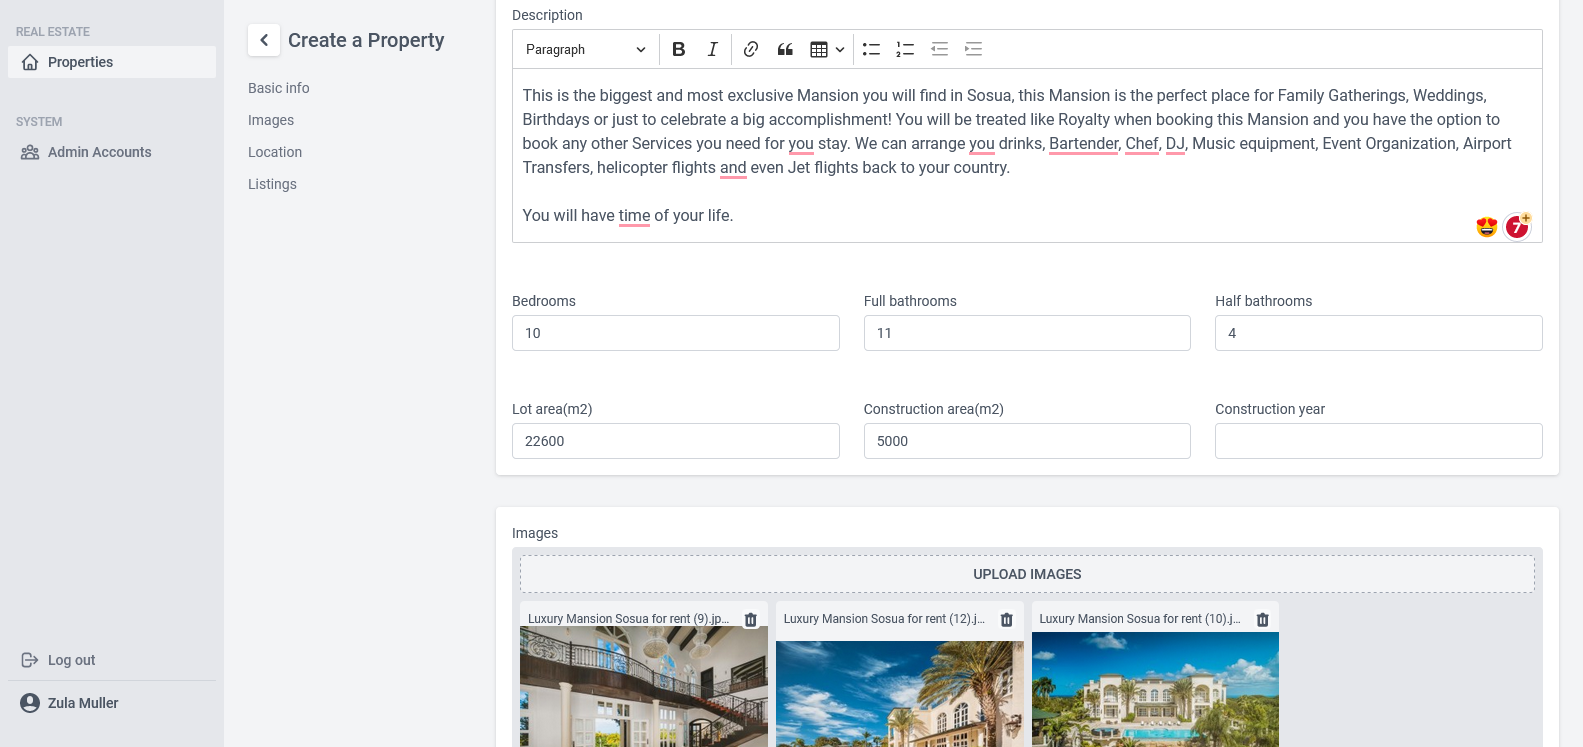 REAL ESTATE
Properties
SYSTEM
Admin Accounts
Log out
Zula Muller
Create a Property
Basic info
Images
Location
Listings
Description
Paragraph
B
I
This is the biggest and most exclusive Mansion you will find in Sosua, this Mansion is the perfect place for Family Gatherings, Weddings,
Birthdays or just to celebrate a big accomplishment! You will be treated like Royalty when booking this Mansion and you have the option to
book any other Services you need for you stay. We can arrange you drinks, Bartender, Chef, DJ, Music equipment, Event Organization, Airport
Transfers, helicopter flights and even Jet flights back to your country.
You will have time of your life.
7
Bedrooms
Full bathrooms
Half bathrooms
10
11
4
Lot area(m2)
Construction area(m2)
Construction year
22600
5000
Images
UPLOAD IMAGES
Luxury Mansion Sosua for rent (9).jp...
Luxury Mansion Sosua for rent (12).j...
Luxury Mansion Sosua for rent (10).j...